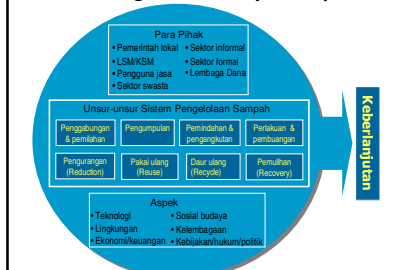 Para Pihak
• Pemerintah lokal • Sektor informal
• LSM/KSM • Sektor formal
• Pengguna jasa • Lembaga Dana
• Sektor swasta
Unsur-unsur Sistem Pengelolaan Sampah
Penggabungan & pemilahan
Pengumpulan
Pemindahan & pengangkutan
Perlakuan & pembuangan
Pengurangan (Reduction)
Pakai ulang (Reuse)
Daur ulang (Recycle)
Pemulihan (Recovery)
Aspek
• Teknologi • Sosial budaya
• Lingkungan • Kelembagaan
• Ekonomi/keuangan • Kebijakan/hukum/politik
Keberlanjutan